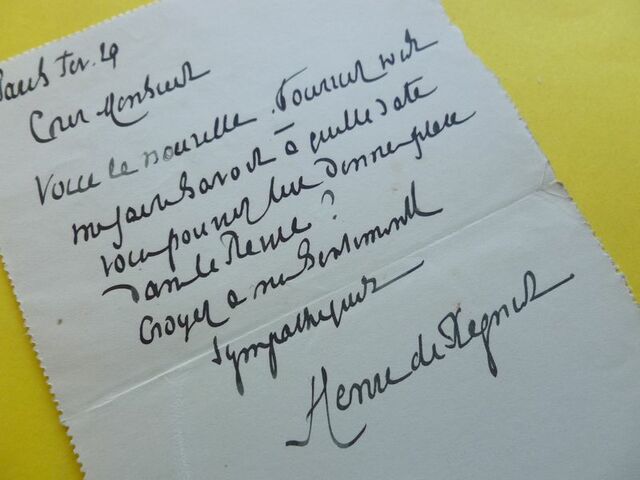 Paris Fev. 29
Cher Monsieur
Voici la nouvelle. Pourriez vous
me faire savoir à quelle date
vous pourrez lui donner place
dans la Revue ?
Croyez à mes sentiments
sympathiques
Henri de Régnier